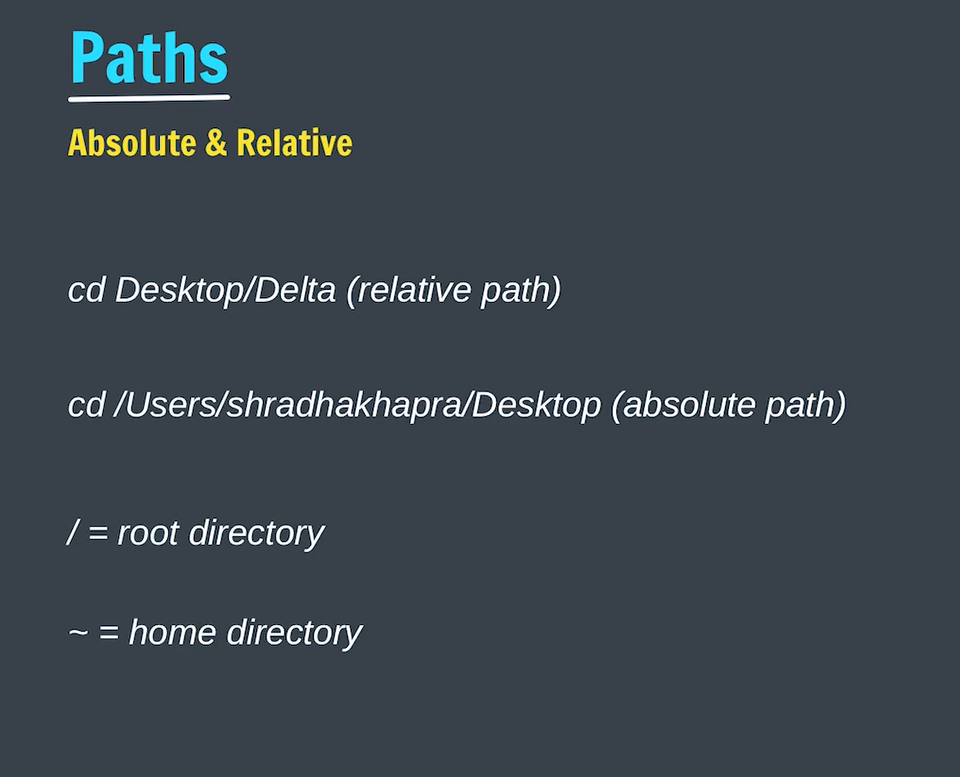 Paths
Absolute & Relative
cd Desktop/Delta (relative path)
cd /Users/shradhakhapra/Desktop (absolute path)
/ = root directory
~ = home directory